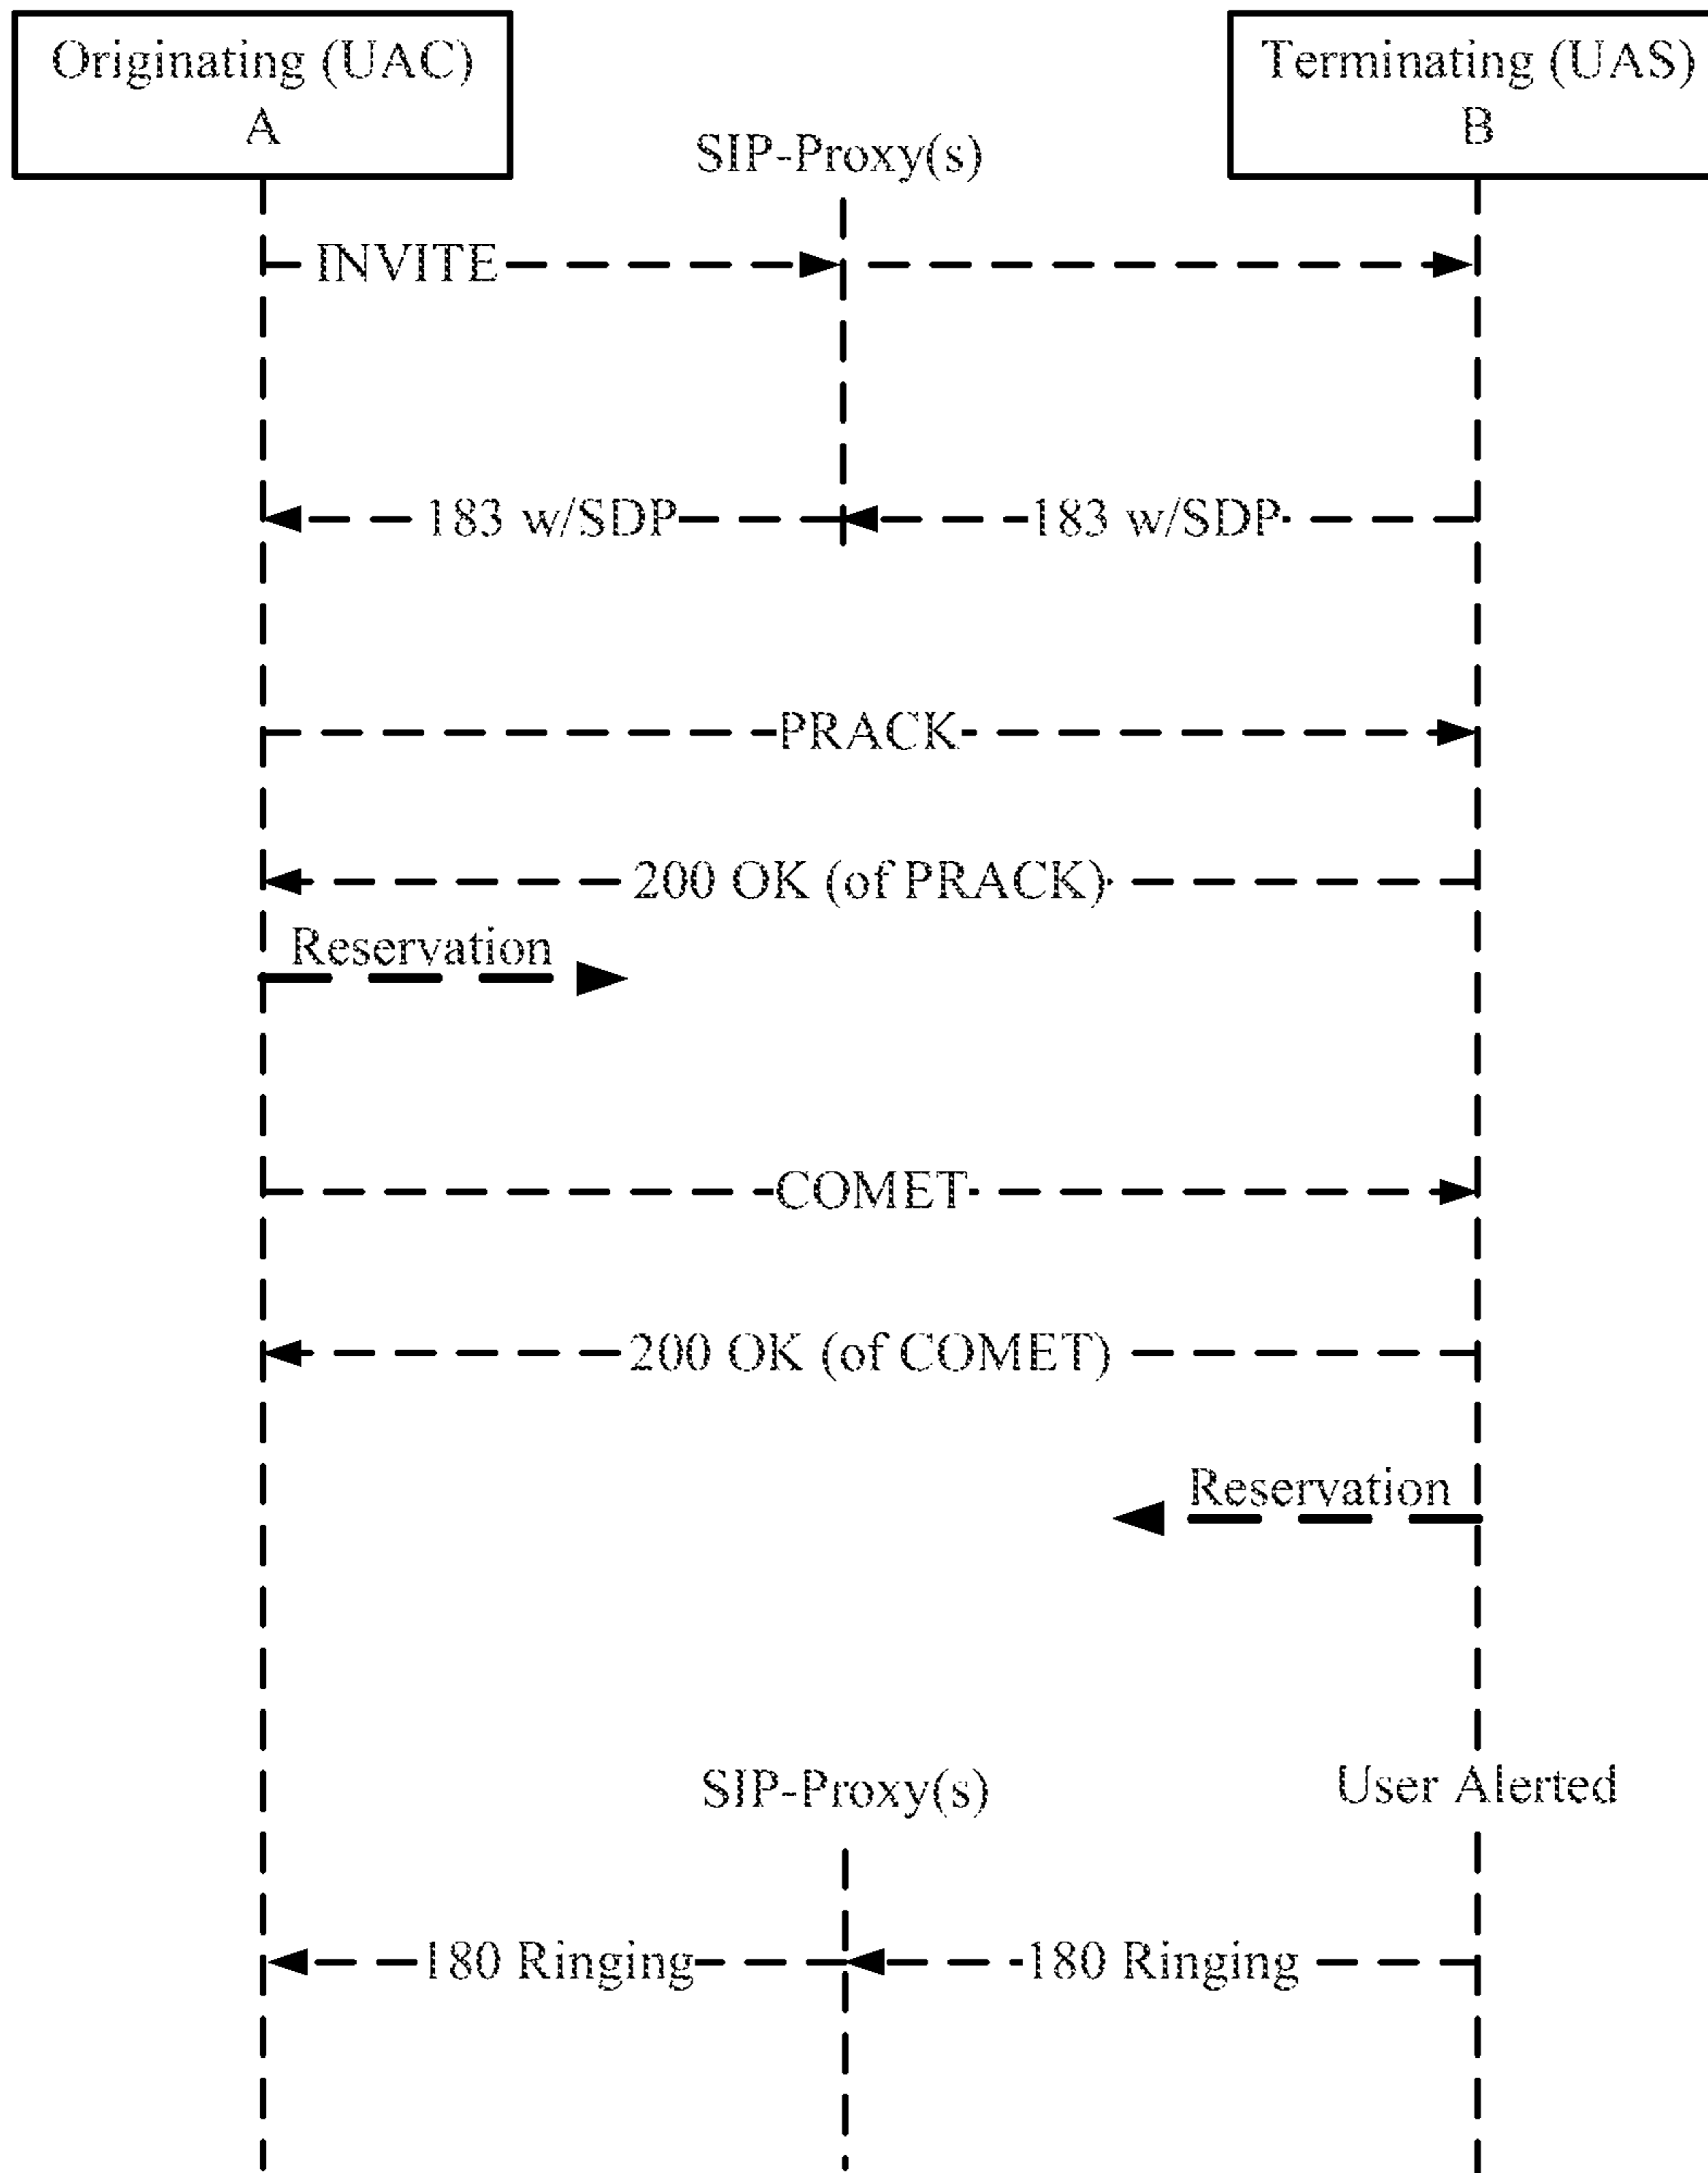 Originating (UAC)
A
Terminating (UAS)
B
SIP-Proxy(s)
INVITE
183 w/SDP
183 w/SDP
PRACK
200 OK (of PRACK)
Reservation
COMET
200 OK (of COMET)
Reservation
SIP-Proxy(s)
User Alerted
180 Ringing
180 Ringing